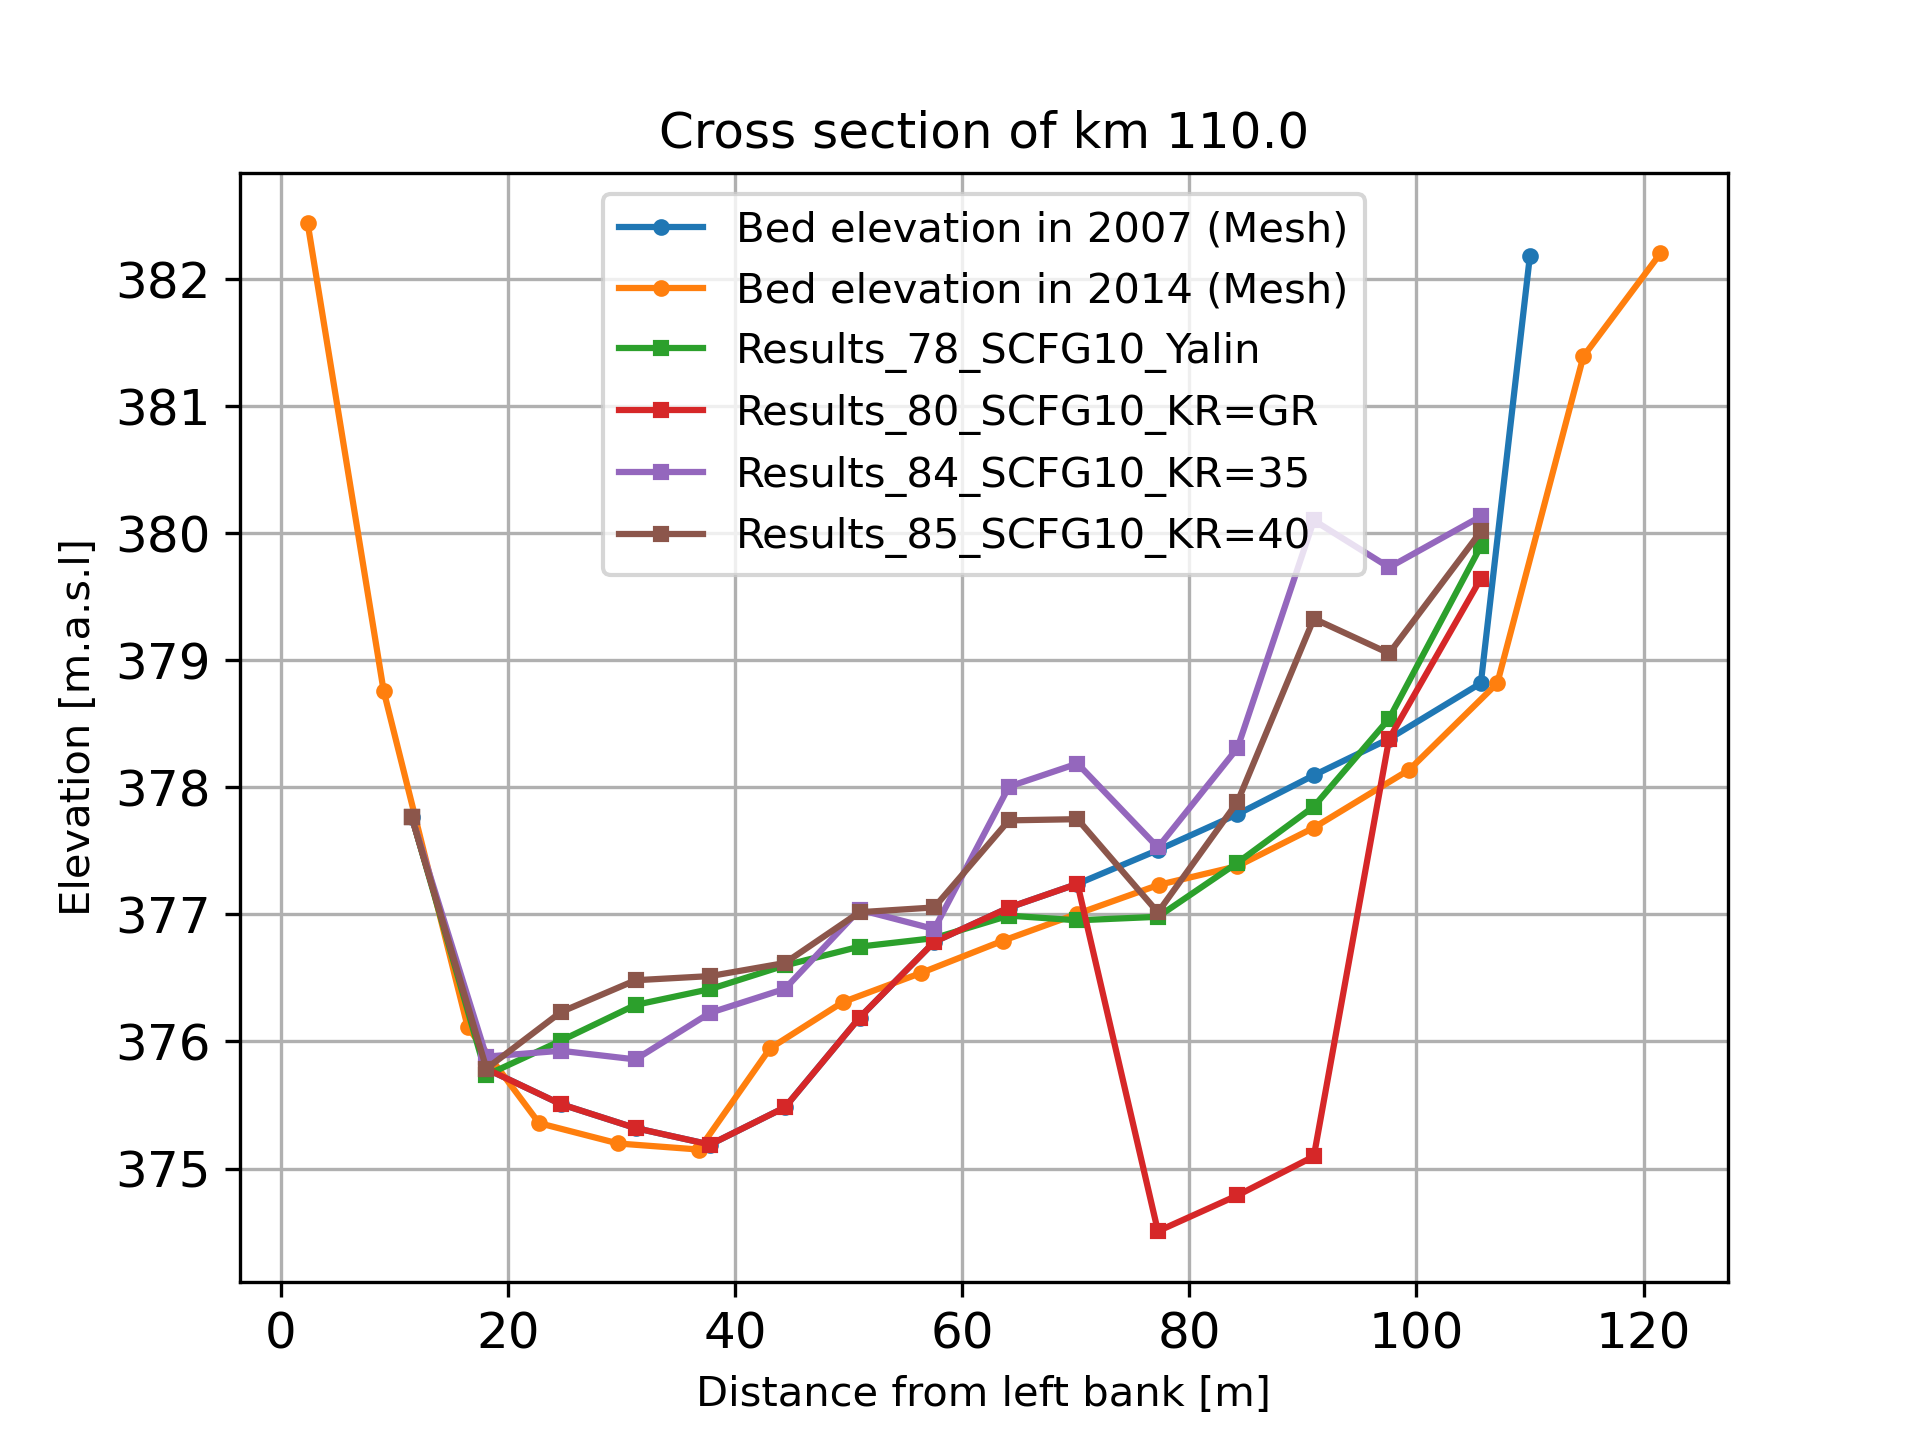 Cross section of km 110.0
Bed elevation in 2007 (Mesh)
Bed elevation in 2014 (Mesh)
Results_78_SCFG10_Yalin
Results_80_SCFG10_KR=GR
Results_84_SCFG10_KR=35
Results_85_SCFG10_KR=40
Elevation [m.a.s.l]
382
381
380
379
378
377
376
375
0 20 40 60 80 100 120
Distance from left bank [m]